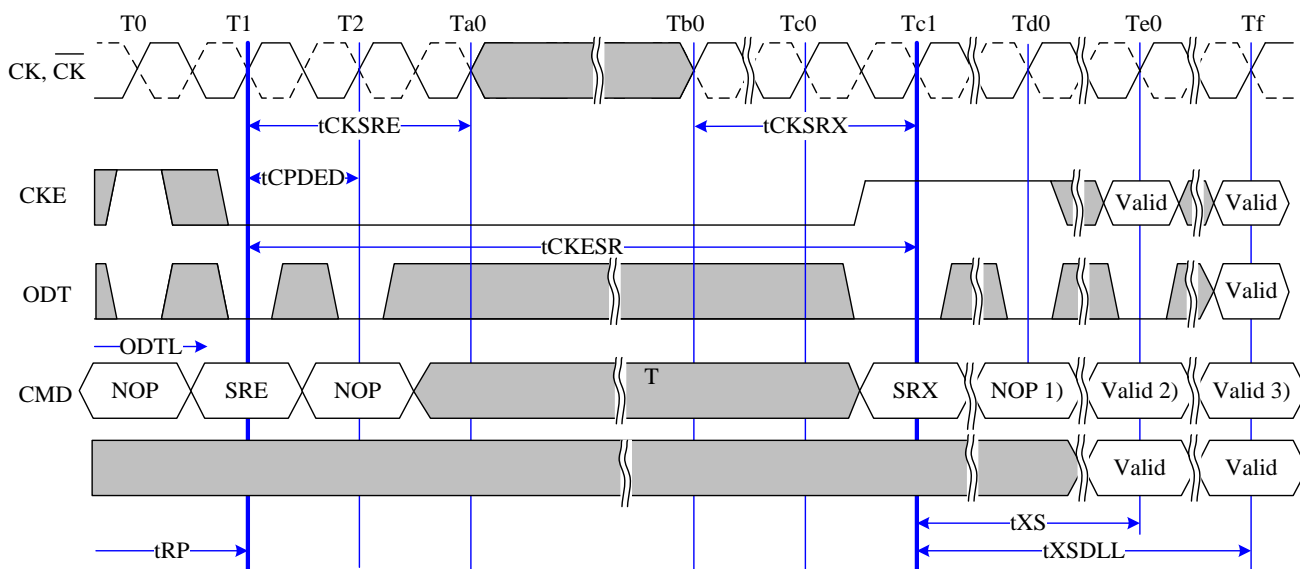 T0 T1 T2 Ta0 Tb0 Tc0 Tc1 Td0 Te0 Tf
CK, CK
tCKSRE tCKSRX
tCPDED
CKE Valid Valid
tCKESR
ODT Valid
ODTL
T
CMD NOP SRE NOP SRX NOP 1) Valid 2) Valid 3)
Valid Valid
tXS
tRP tXSDLL